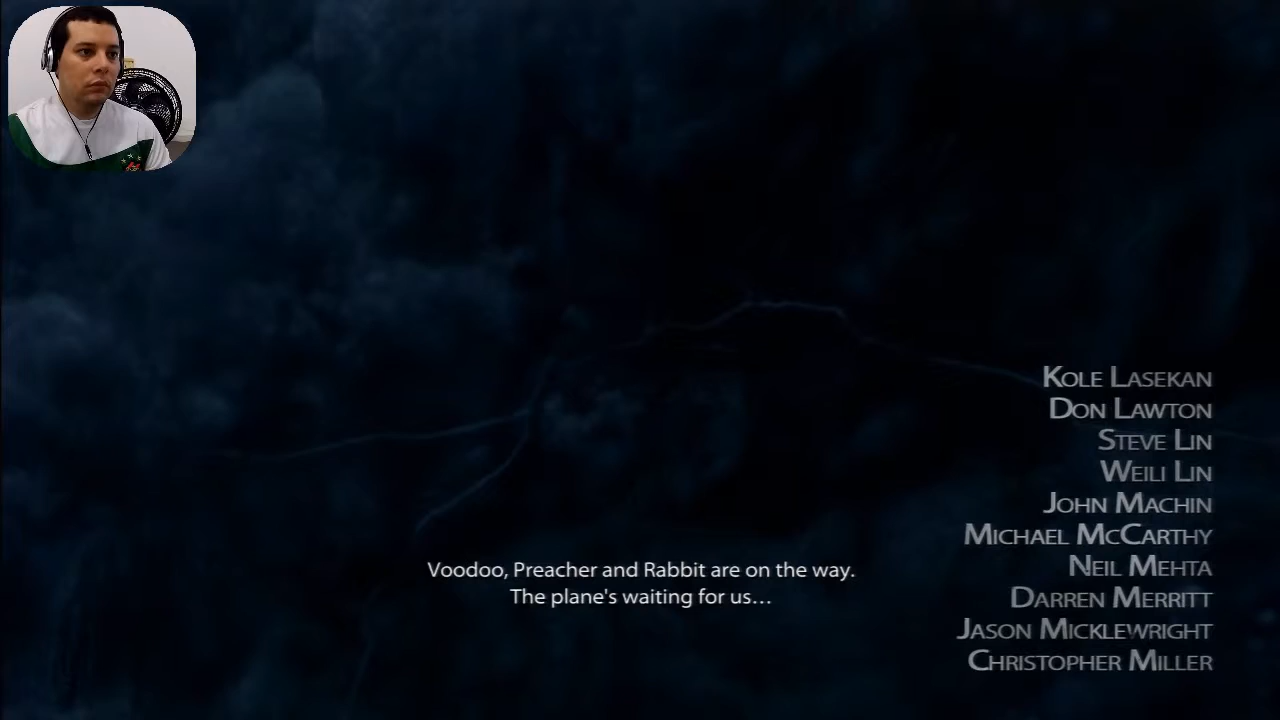 Voodoo, Preacher and Rabbit are on the way.
The plane's waiting for us...
Kole Lasekan
Don Lawton
Steve Lin
Weili Lin
John Machin
Michael McCarthy
Neil Mehta
Darren Merritt
Jason Micklewright
Christopher Miller